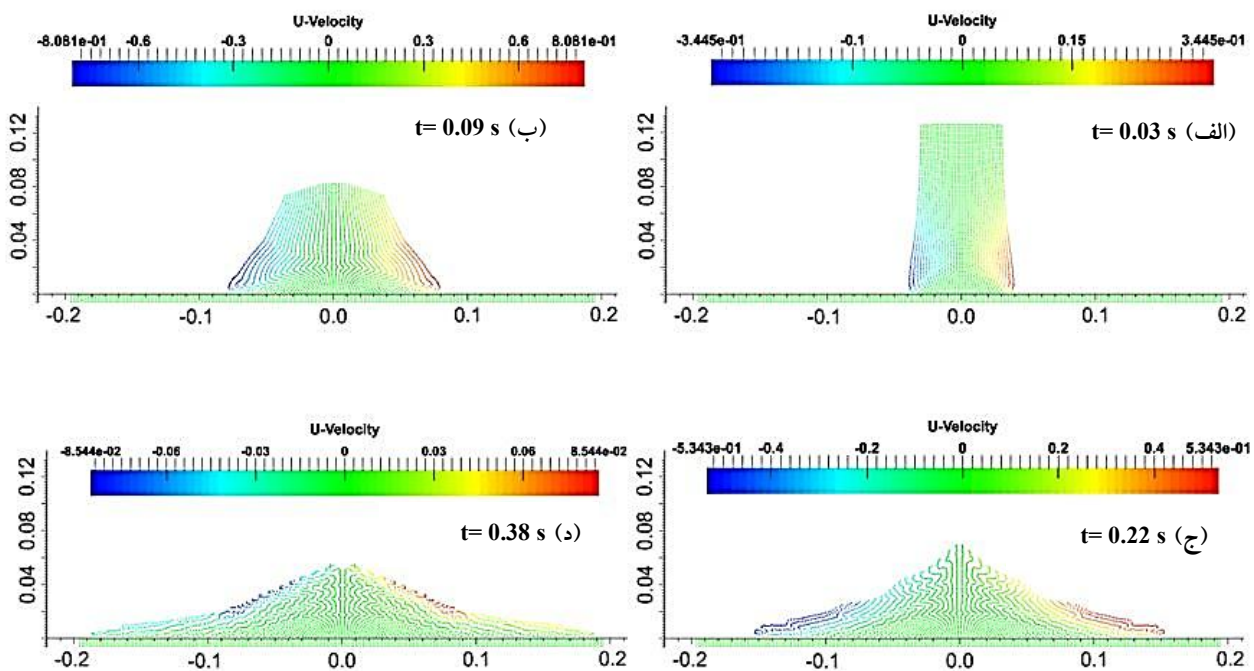 U-Velocity
-3.445e-01 -0.1 0 0.15 3.445e-01
(الف) t= 0.03 s
0.12
0.08
0.04
-0.2 -0.1 0.0 0.1 0.2
U-Velocity
-8.081e-01 -0.6 -0.3 0 0.3 0.6 8.081e-01
(ب) t= 0.09 s
0.12
0.08
0.04
-0.2 -0.1 0.0 0.1 0.2
U-Velocity
-5.343e-01 -0.4 -0.2 0 0.2 0.4 5.343e-01
(ج) t= 0.22 s
0.12
0.08
0.04
-0.2 -0.1 0.0 0.1 0.2
U-Velocity
-8.544e-02 -0.06 -0.03 0 0.03 0.06 8.544e-02
(د) t= 0.38 s
0.12
0.08
0.04
-0.2 -0.1 0.0 0.1 0.2